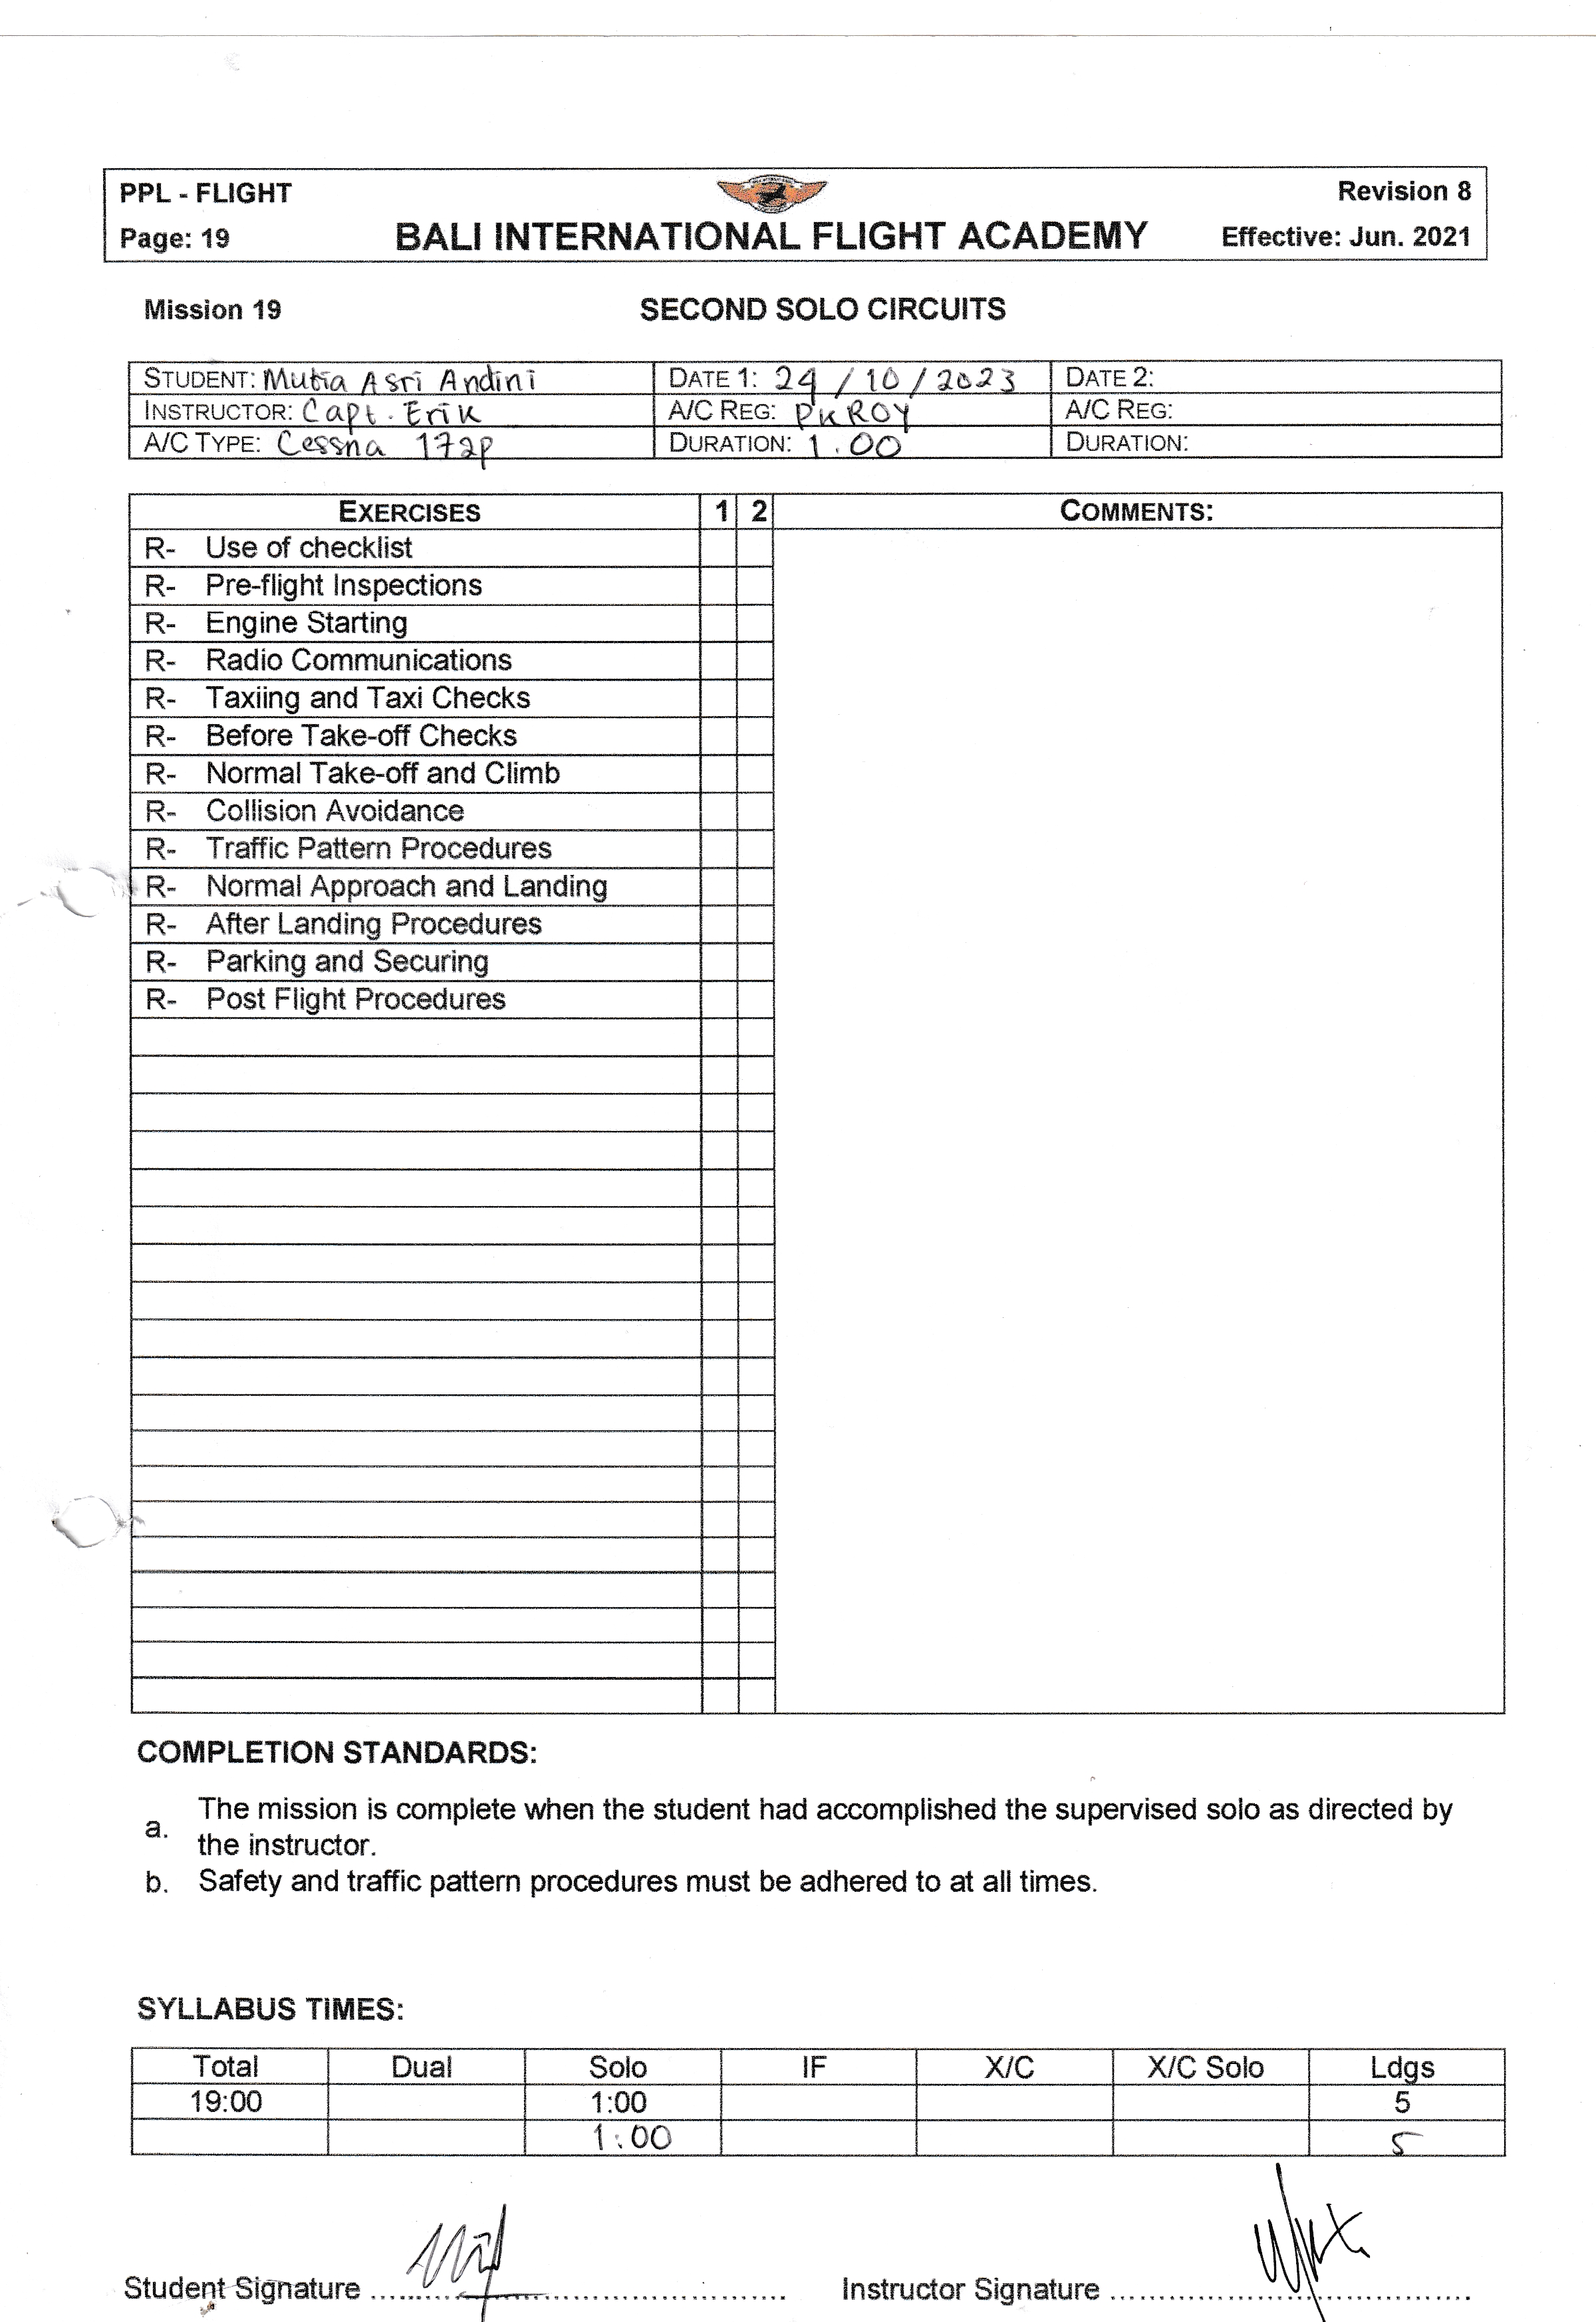 PPL - FLIGHT
Revision 8
Page: 19
BALI INTERNATIONAL FLIGHT ACADEMY
Effective: Jun. 2021
Mission 19
SECOND SOLO CIRCUITS
STUDENT: Mutia Asri Andini DATE 1: 24 / 10 / 2023 DATE 2:
INSTRUCTOR: Capt. Erik A/C REG: PK ROY A/C REG:
A/C TYPE: Cessna 172p DURATION: 1.00 DURATION:
EXERCISES 1 2 COMMENTS:
R- Use of checklist
R- Pre-flight Inspections
R- Engine Starting
R- Radio Communications
R- Taxiing and Taxi Checks
R- Before Take-off Checks
R- Normal Take-off and Climb
R- Collision Avoidance
R- Traffic Pattern Procedures
R- Normal Approach and Landing
R- After Landing Procedures
R- Parking and Securing
R- Post Flight Procedures
COMPLETION STANDARDS:
a. The mission is complete when the student had accomplished the supervised solo as directed by
the instructor.
b. Safety and traffic pattern procedures must be adhered to at all times.
SYLLABUS TIMES:
Total Dual Solo IF X/C X/C Solo Ldgs
19:00 1:00 5
1:00 5
Student Signature ........................................ Instructor Signature ........................................